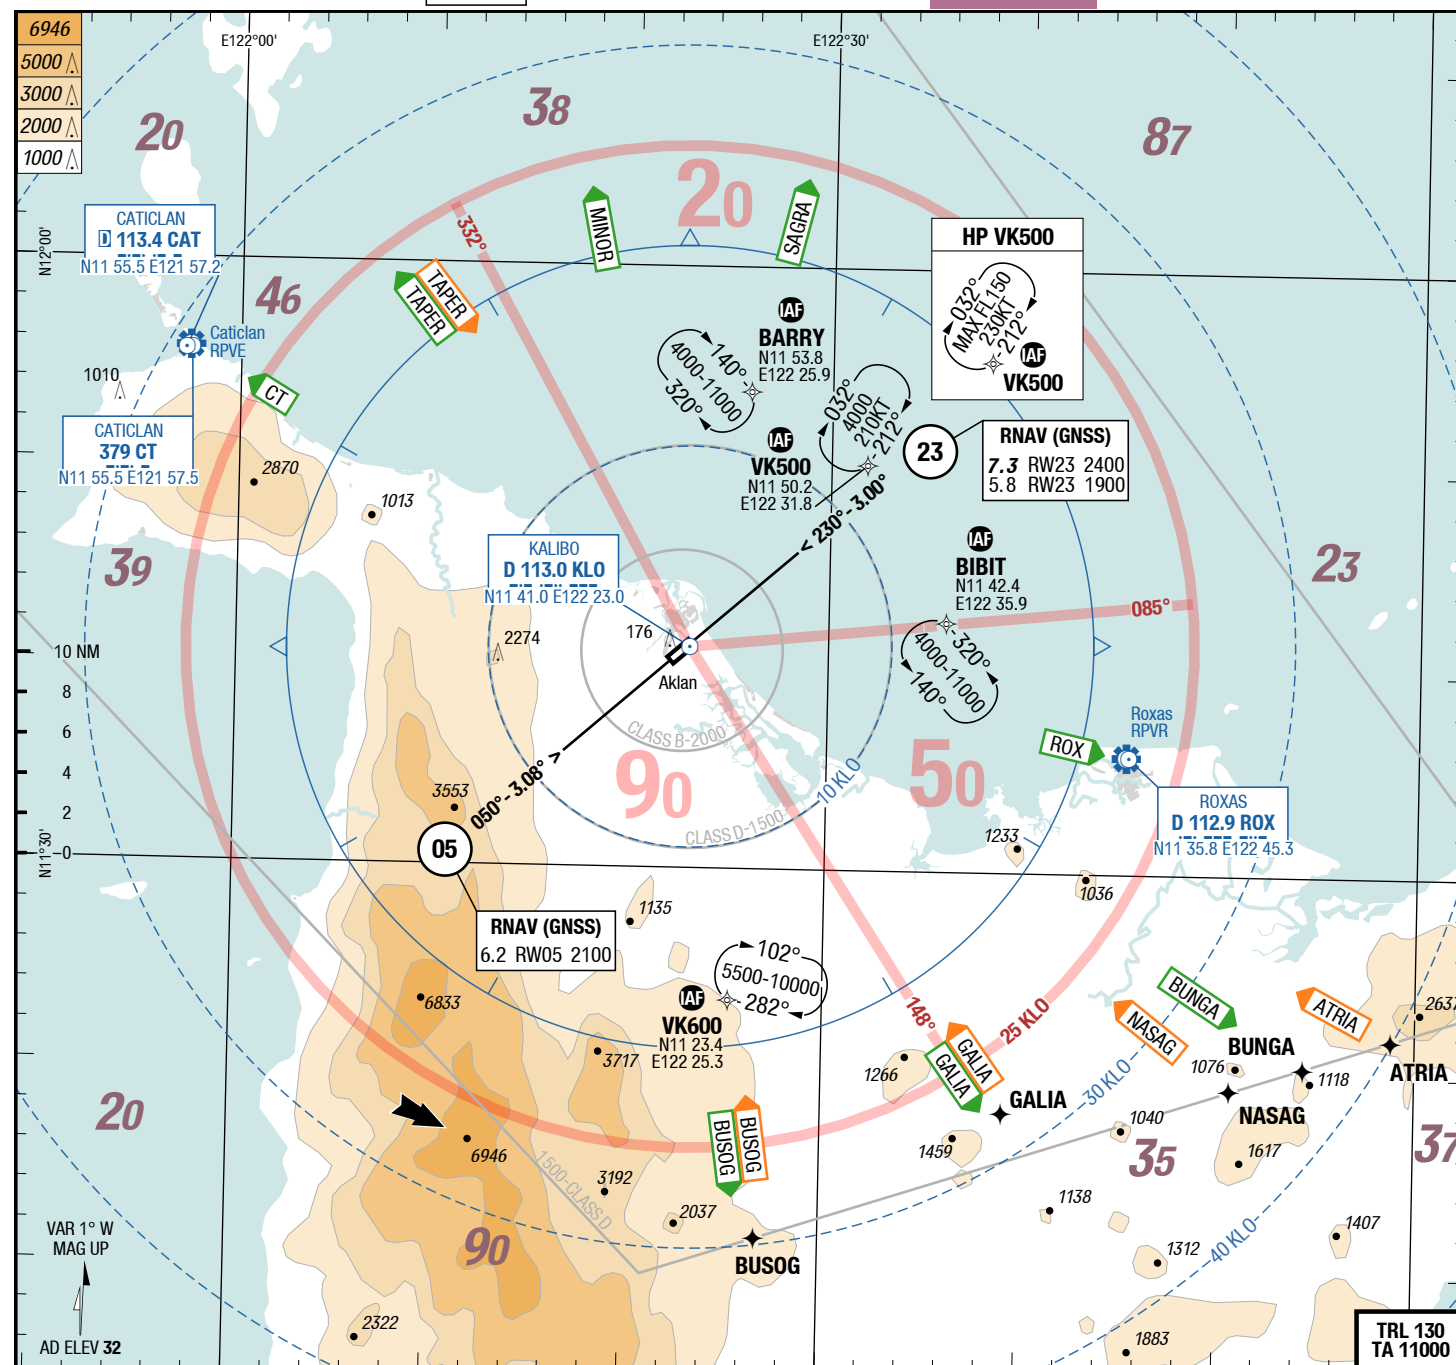 6946
5000
3000
2000
1000
E122°00'
E122°30'
20
38
87
20
CATICLAN
D 113.4 CAT
N11 55.5 E121 57.2
N12°00'
332°
MINOR
SAGRA
HP VK500
032°
MAX FL150
230KT
212°
IAF
VK500
46
TAPER
TAPER
Caticlan
RPVE
IAF
BARRY
N11 53.8
E122 25.9
140°
4000-11000
320°
1010
CT
032°
4000
210KT
212°
CATICLAN
379 CT
N11 55.5 E121 57.5
2870
1013
IAF
VK500
N11 50.2
E122 31.8
23
RNAV (GNSS)
7.3 RW23 2400
5.8 RW23 1900
< 230°-3.00°
39
KALIBO
D 113.0 KLO
N11 41.0 E122 23.0
IAF
BIBIT
N11 42.4
E122 35.9
23
085°
2274
176
Aklan
320°
4000-11000
140°
10 NM
8
6
4
2
0
N11°30'
CLASS B-2000
Roxas
RPVR
ROX
90
50
10 KLO
CLASS D-1500
3553
050°-3.08° >
05
ROXAS
D 112.9 ROX
N11 35.8 E122 45.3
1233
1036
1135
RNAV (GNSS)
6.2 RW05 2100
102°
5500-10000
282°
IAF
VK600
N11 23.4
E122 25.3
6833
3717
148°
25 KLO
GALIA
GALIA
GALIA
1266
BUNGA
NASAG
ATRIA
2637
BUNGA
1076
1118
ATRIA
NASAG
30 KLO
20
6946
BUSOG
BUSOG
1459
1040
1617
35
37
1500-CLASS D
3192
2037
BUSOG
1138
1407
40 KLO
1312
90
VAR 1° W
MAG UP
AD ELEV 32
2322
1883
TRL 130
TA 11000